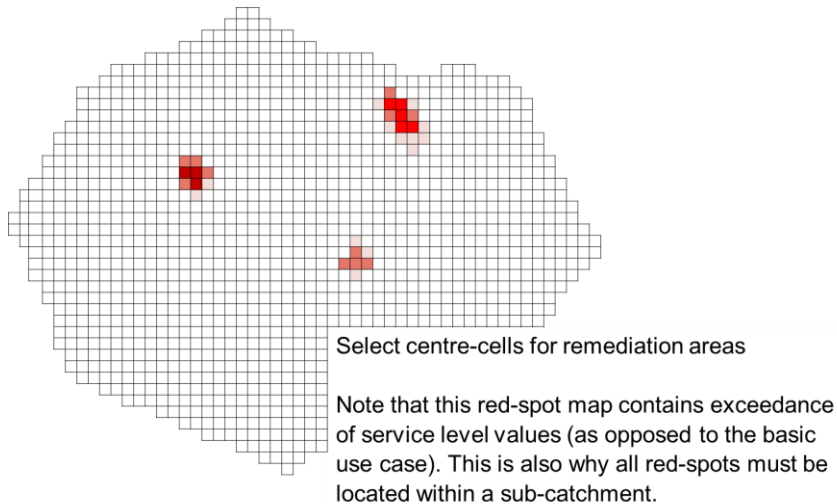 Select centre-cells for remediation areas
Note that this red-spot map contains exceedance
of service level values (as opposed to the basic
use case). This is also why all red-spots must be
located within a sub-catchment.